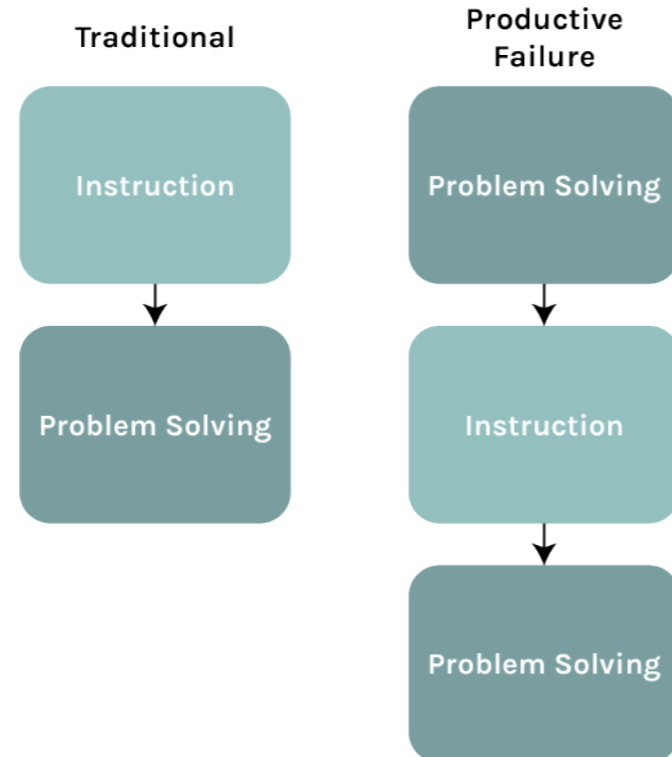 Traditional
Instruction
Problem Solving
Productive
Failure
Problem Solving
Instruction
Problem Solving